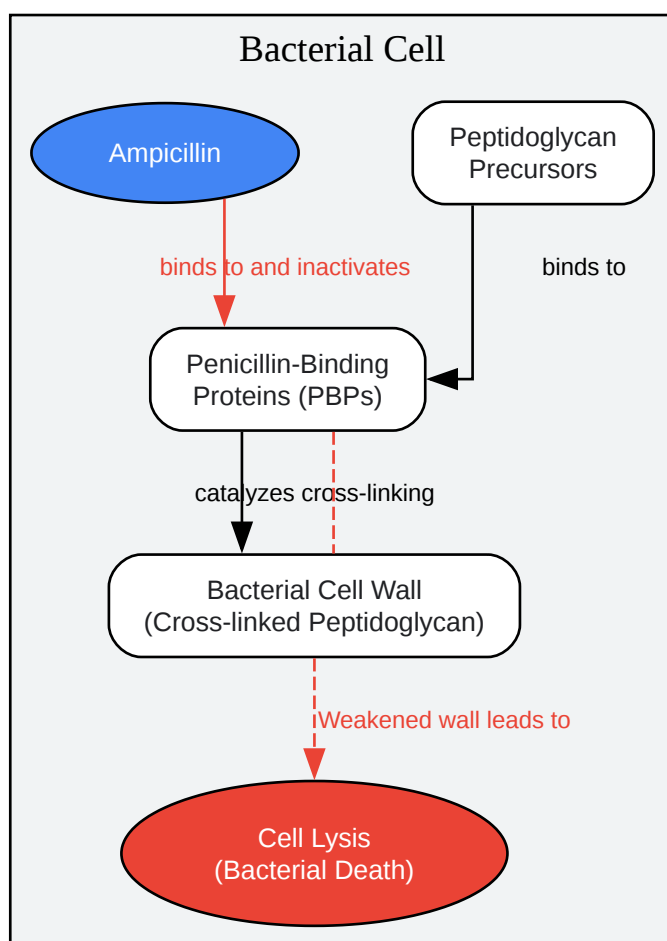 Bacterial Cell
Ampicillin
Peptidoglycan
Precursors
binds to and inactivates
binds to
Penicillin-Binding
Proteins (PBPs)
catalyzes cross-linking
Bacterial Cell Wall
(Cross-linked Peptidoglycan)
Weakened wall leads to
Cell Lysis
(Bacterial Death)